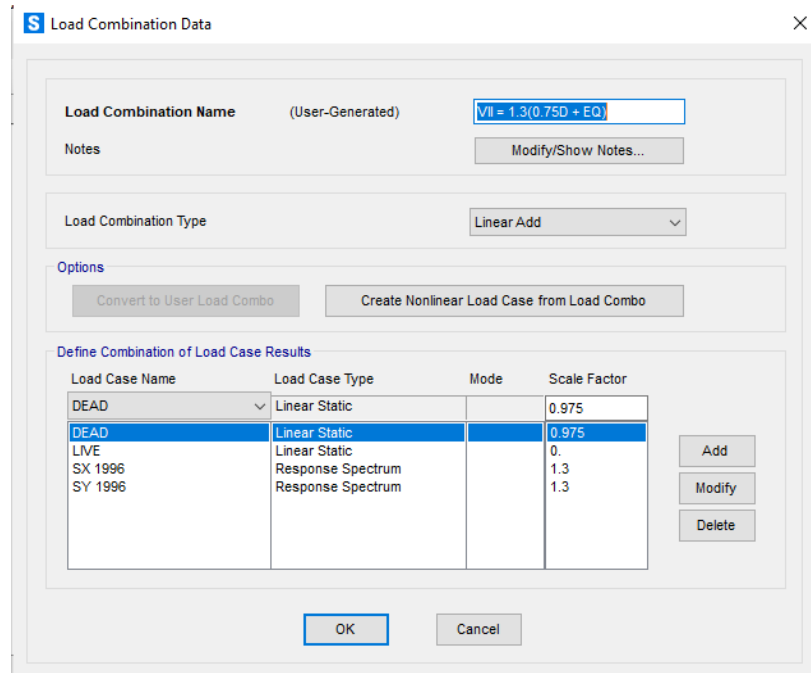 S Load Combination Data
Load Combination Name (User-Generated) VII = 1.3(0.75D + EQ)
Notes Modify/Show Notes...
Load Combination Type Linear Add
Options
Convert to User Load Combo Create Nonlinear Load Case from Load Combo
Define Combination of Load Case Results
Load Case Name Load Case Type Mode Scale Factor
DEAD Linear Static 0.975
DEAD Linear Static 0.975
LIVE Linear Static 0.
SX 1996 Response Spectrum 1.3
SY 1996 Response Spectrum 1.3
Add
Modify
Delete
OK Cancel